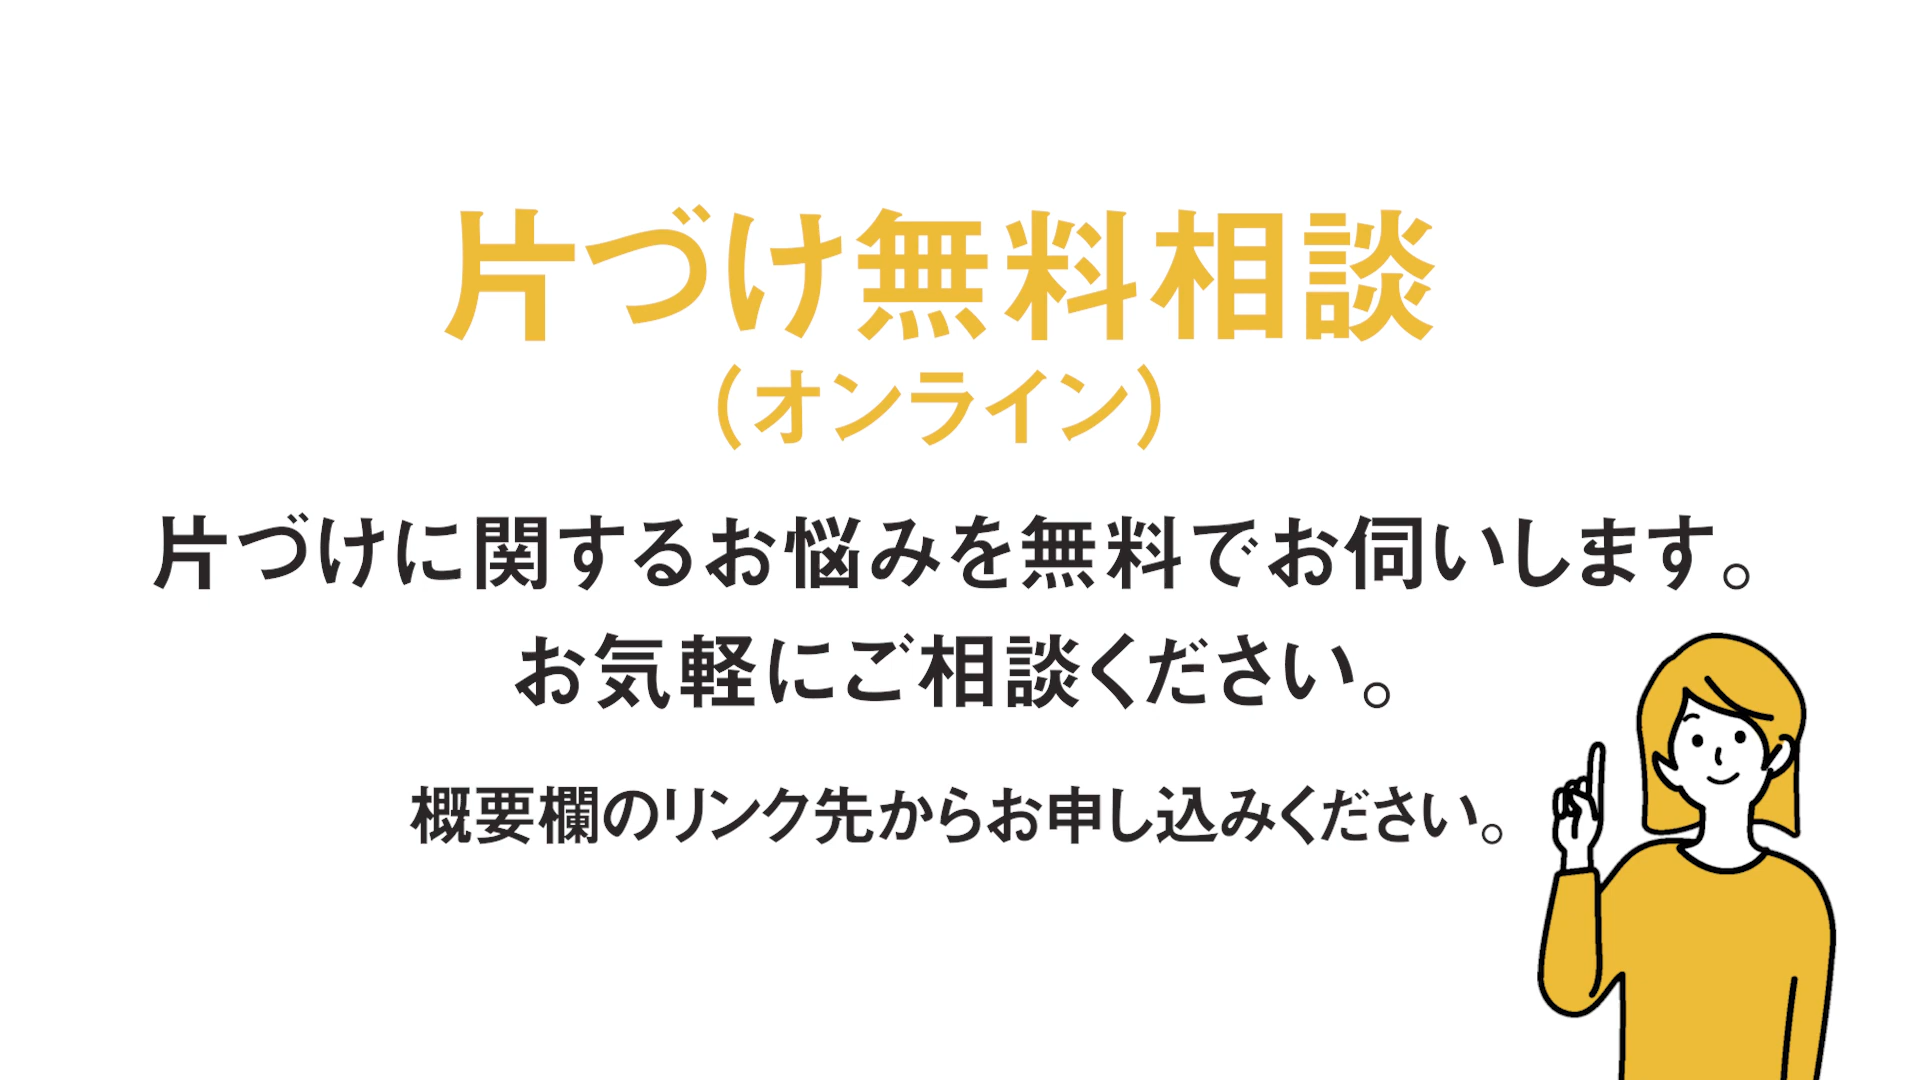 片づけ無料相談
（オンライン）
片づけに関するお悩みを無料でお伺いします。
お気軽にご相談ください。
概要欄のリンク先からお申し込みください。